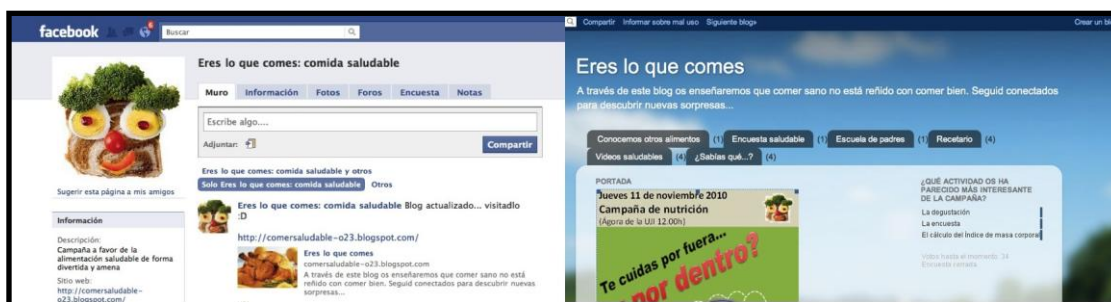 facebook
Buscar
Eres lo que comes: comida saludable
Muro Información Fotos Foros Encuesta Notas
Escribe algo....
Adjuntar:
Compartir
Eres lo que comes: comida saludable y otros
Solo Eres lo que comes: comida saludable Otros
Eres lo que comes: comida saludable Blog actualizado... visitadlo
:D
http://comersaludable-o23.blogspot.com/
Eres lo que comes
comersaludable-o23.blogspot.com
A través de este blog os enseñaremos que comer sano no está
reñido con comer bien. Seguid conectados para descubrir nuevas
sorpresas...
Sugerir esta página a mis amigos
Información
Descripción:
Campaña a favor de la
alimentación saludable de forma
divertida y amena
Sitio web:
http://comersaludable-
o23.blogspot.com/
Compartir Informar sobre mal uso Siguiente blog»
Crear un bl
Eres lo que comes
A través de este blog os enseñaremos que comer sano no está reñido con comer bien. Seguid conectados
para descubrir nuevas sorpresas...
Conocemos otros alimentos (1) Encuesta saludable (1) Escuela de padres (1) Recetario (4)
Videos saludables (4) ¿Sabías qué...? (4)
PORTADA
Jueves 11 de noviembre 2010
Campaña de nutrición
(Ágora de la UJI 12.00h)
Te cuidas por fuera...
por dentro?
¿QUÉ ACTIVIDAD OS HA
PARECIDO MÁS INTERESANTE
DE LA CAMPAÑA?
La degustación
La encuesta
El cálculo del Índice de masa corporal
Votos hasta el momento: 34
Encuesta cerrada